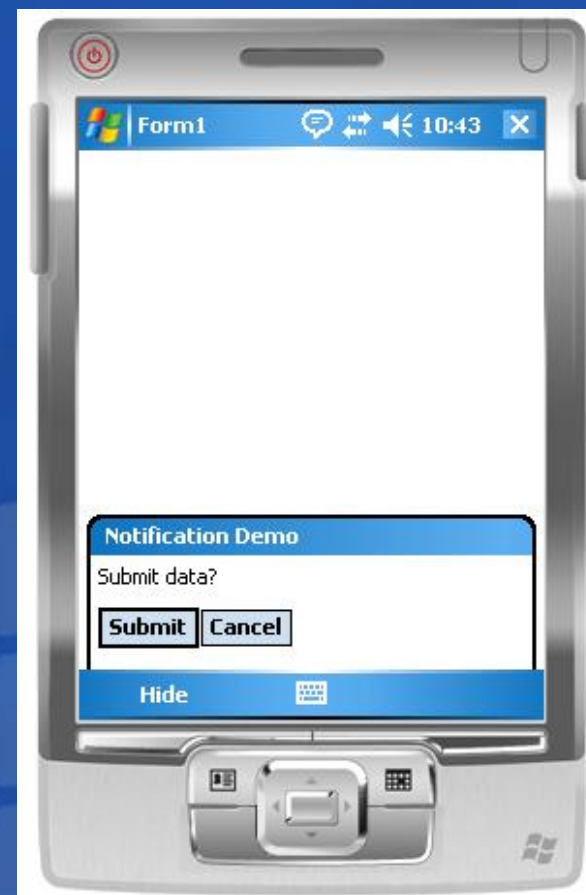 Form1 10:43
Notification Demo
Submit data?
Submit Cancel
Hide